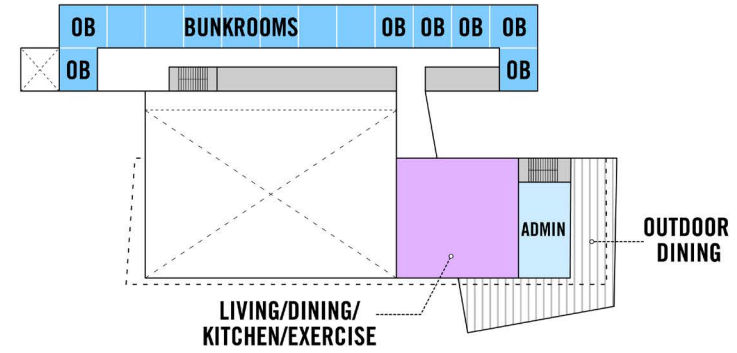 OB BUNKROOMS OB OB OB OB
OB OB
ADMIN
OUTDOOR
DINING
LIVING/DINING/
KITCHEN/EXERCISE